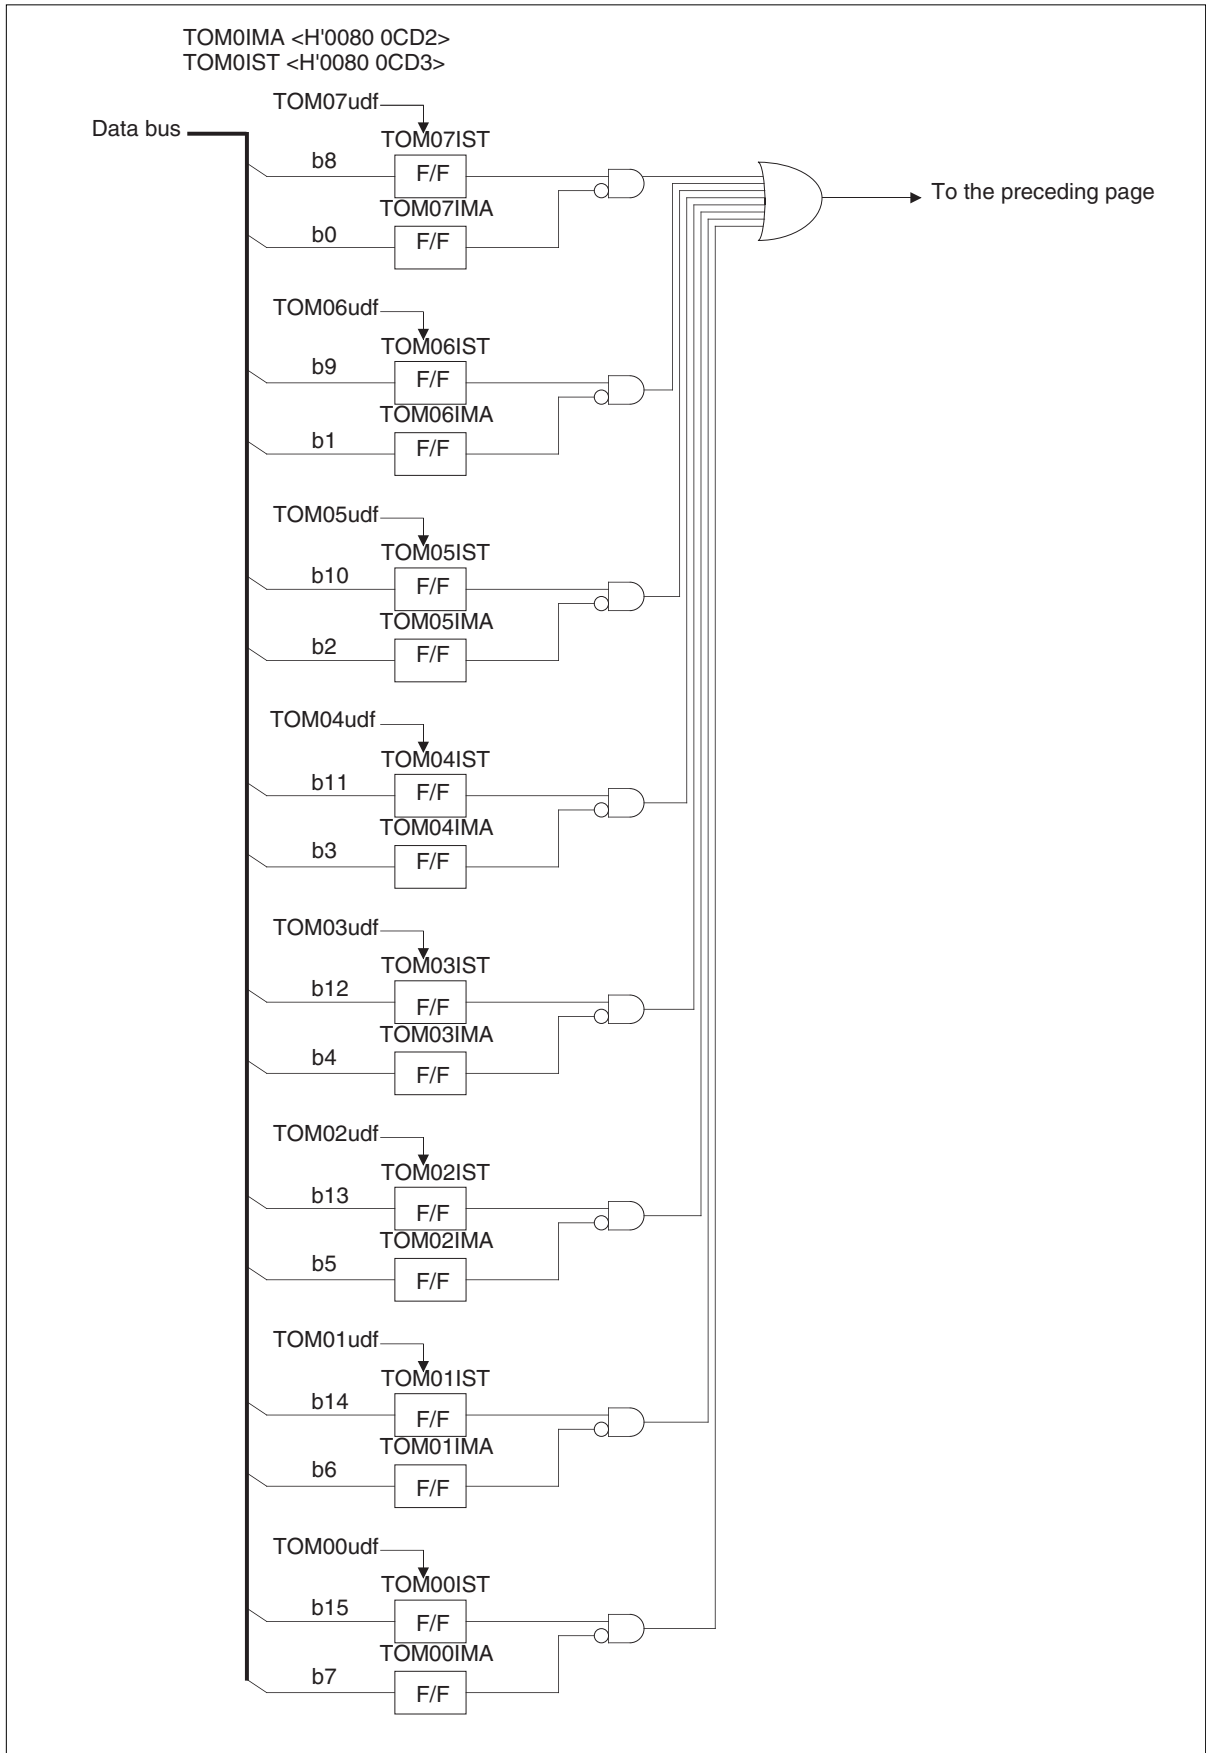 TOM0IMA <H'0080 0CD2>
TOM0IST <H'0080 0CD3>
TOM07udf
Data bus
TOM07IST
b8
F/F
TOM07IMA
b0
F/F
To the preceding page
TOM06udf
TOM06IST
b9
F/F
TOM06IMA
b1
F/F
TOM05udf
TOM05IST
b10
F/F
TOM05IMA
b2
F/F
TOM04udf
TOM04IST
b11
F/F
TOM04IMA
b3
F/F
TOM03udf
TOM03IST
b12
F/F
TOM03IMA
b4
F/F
TOM02udf
TOM02IST
b13
F/F
TOM02IMA
b5
F/F
TOM01udf
TOM01IST
b14
F/F
TOM01IMA
b6
F/F
TOM00udf
TOM00IST
b15
F/F
TOM00IMA
b7
F/F